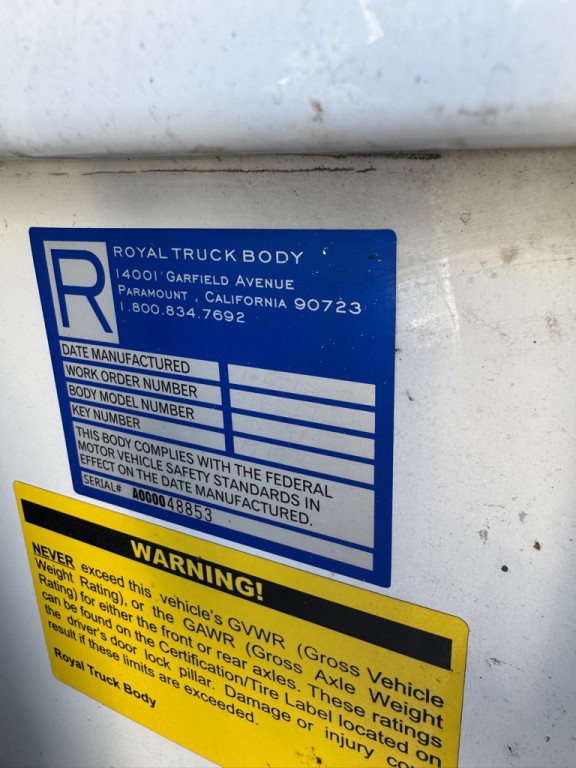 R
ROYAL TRUCK BODY
14001 GARFIELD AVENUE
PARAMOUNT, CALIFORNIA 90723
1.800.834.7692
DATE MANUFACTURED
WORK ORDER NUMBER
BODY MODEL NUMBER
KEY NUMBER
THIS BODY COMPLIES WITH THE FEDERAL
MOTOR VEHICLE SAFETY STANDARDS IN
EFFECT ON THE DATE MANUFACTURED.
SERIAL# A000048853
WARNING!
NEVER exceed this vehicle's GVWR (Gross Vehicle
Weight Rating), or the GAWR (Gross Axle Weight
Rating) for either the front or rear axles. These ratings
can be found on the Certification/Tire Label located on
the driver's door lock pillar. Damage or injury
result if these limits are exceeded.
Royal Truck Body